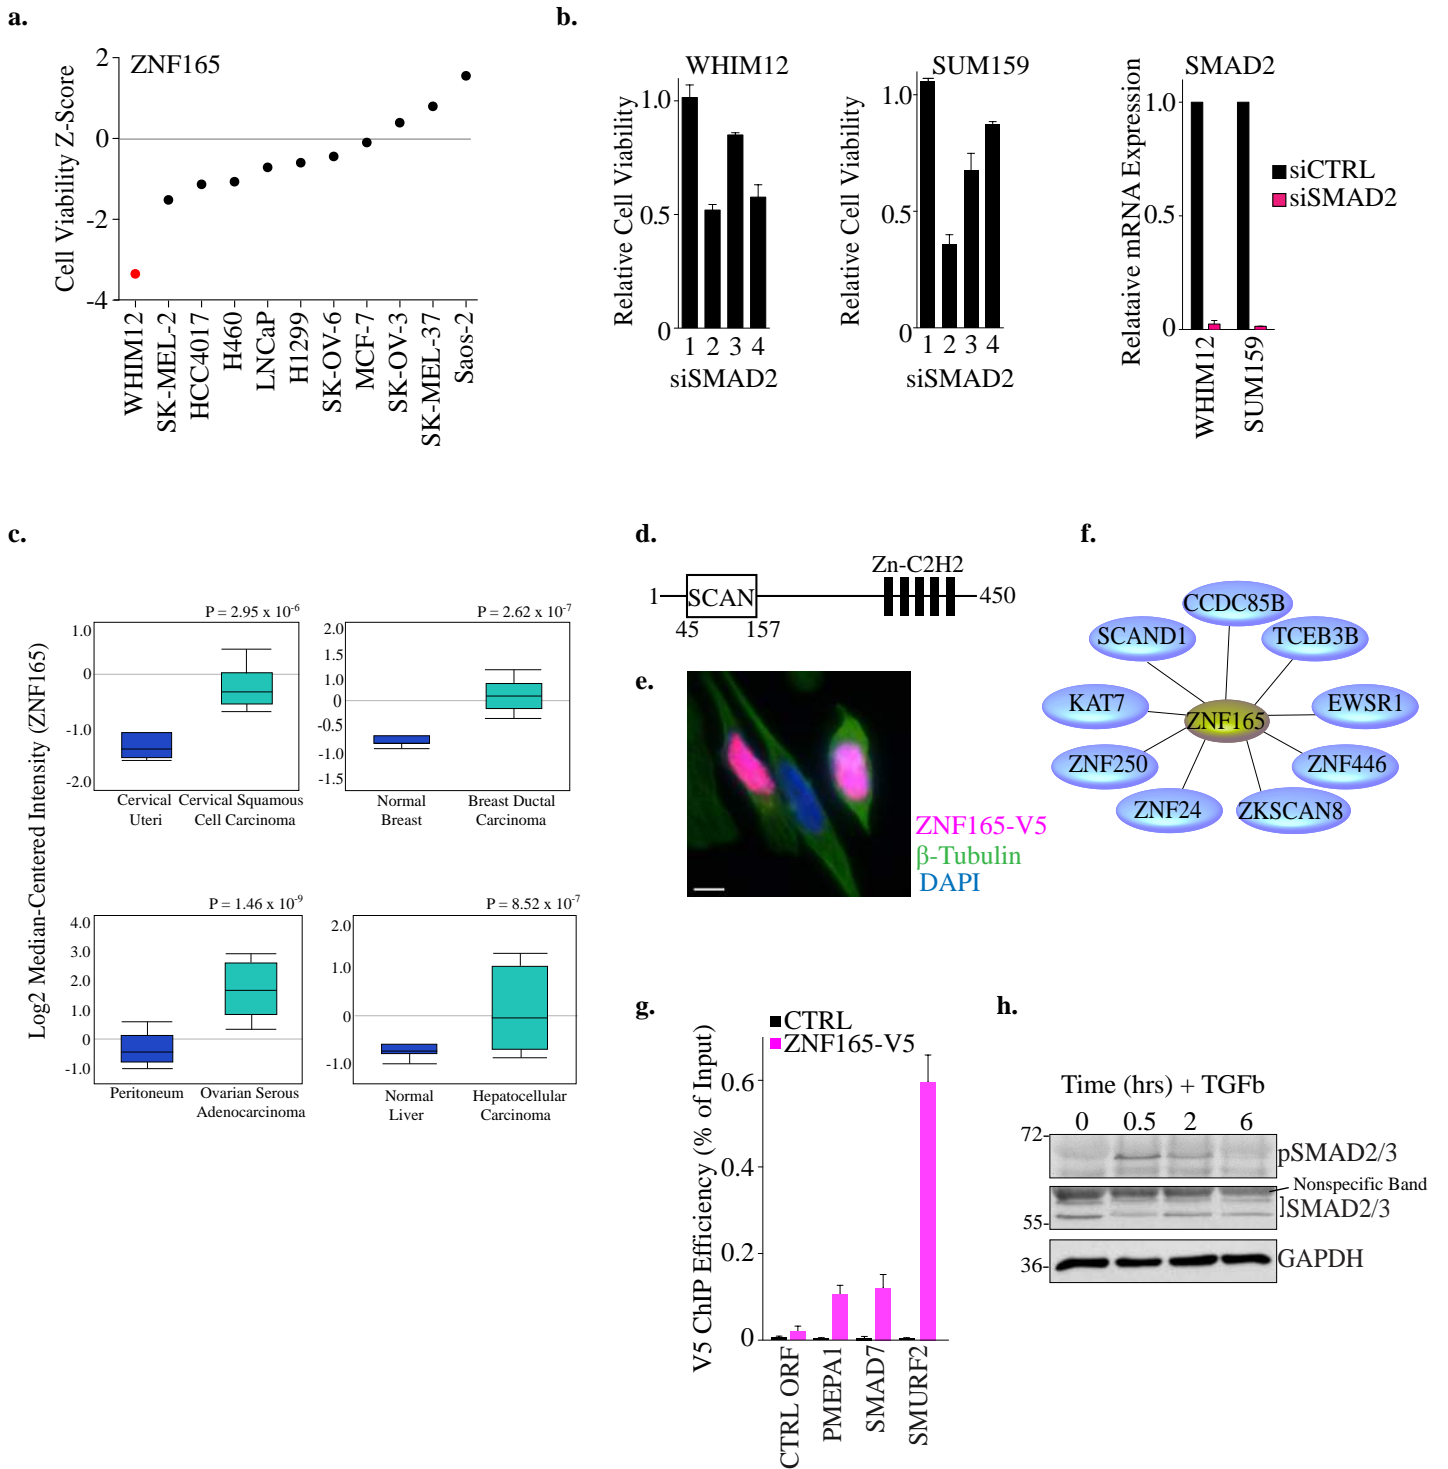 a.
ZNF165
Cell Viability Z-Score
2
0
-2
-4
WHIM12
SK-MEL-2
HCC4017
H460
LNCaP
H1299
SK-OV-6
MCF-7
SK-OV-3
SK-MEL-37
Saos-2
b.
WHIM12
Relative Cell Viability
1.0
0.5
0
1 2 3 4
siSMAD2
SUM159
Relative Cell Viability
1.0
0.5
0
1 2 3 4
siSMAD2
SMAD2
Relataive mRNA Expression
1.0
0.5
0
WHIM12
SUM159
siCTRL
siSMAD2
c.
Log2 Median-Centered Intensity (ZNF165)
P = 2.95 x 10-6
1.0
0
-1.0
-2.0
Cervical Uteri
Cervical Squamous Cell Carcinoma
P = 2.62 x 10-7
2.0
1.5
1.0
0
-0.5
-1.0
-1.5
Normal Breast
Breast Ductal Carcinoma
P = 1.46 x 10-9
4.0
3.0
2.0
1.0
0
-1.0
Peritoneum
Ovarian Serous Adenocarcinoma
P = 8.52 x 10-7
2.0
1.0
0
-1.0
Normal Liver
Hepatocellular Carcinoma
d.
1
SCAN
45
157
Zn-C2H2
450
e.
ZNF165-V5
β-Tubulin
DAPI
f.
CCDC85B
SCAND1
TCEB3B
KAT7
ZNF165
EWSR1
ZNF250
ZNF446
ZNF24
ZKSCAN8
g.
CTRL
ZNF165-V5
V5 ChIP Efficiency (% of Input)
0.6
0.4
0.2
0
CTRL ORF
PMEPA1
SMAD7
SMURF2
h.
Time (hrs) + TGFb
0 0.5 2 6
72-
pSMAD2/3
Nonspecific Band
]SMAD2/3
55-
36-
GAPDH